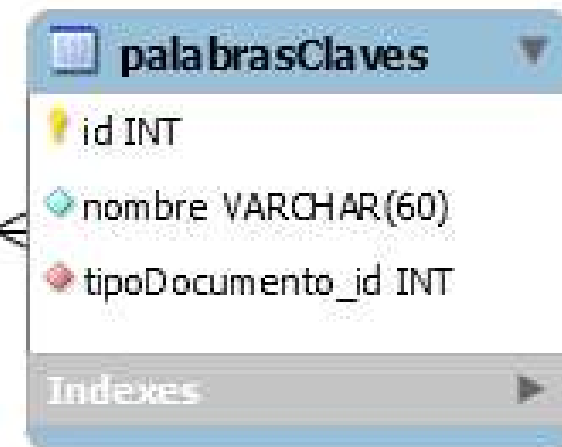 palabrasClaves
id INT
nombre VARCHAR(60)
tipoDocumento_id INT
Indexes